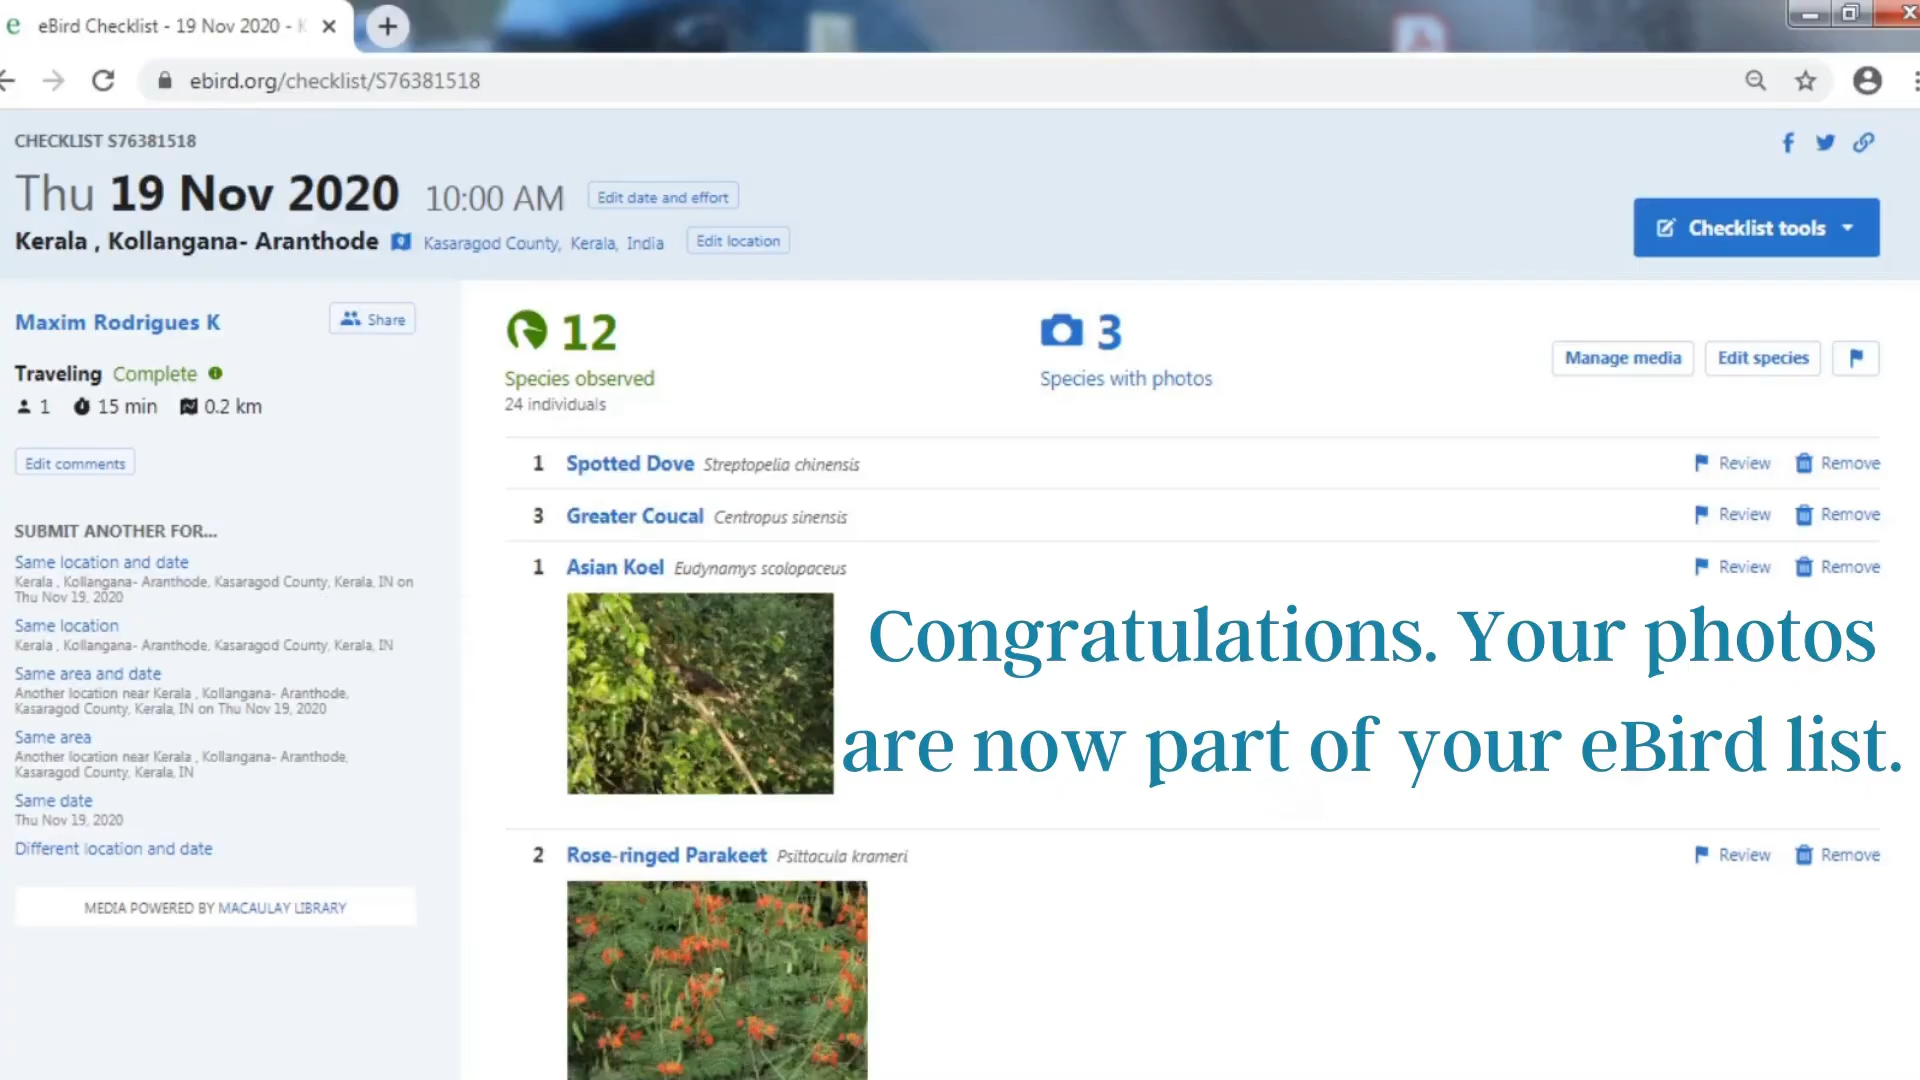 eBird Checklist - 19 Nov 2020 -
ebird.org/checklist/S76381518
CHECKLIST S76381518
Thu 19 Nov 2020 10:00 AM Edit date and effort
Kerala , Kollangana- Aranthode Kasaragod County, Kerala, India Edit location
Checklist tools
Maxim Rodrigues K
Share
Traveling Complete
1 15 min 0.2 km
Edit comments
SUBMIT ANOTHER FOR...
Same location and date
Kerala , Kollangana- Aranthode, Kasaragod County, Kerala, IN on
Thu Nov 19, 2020
Same location
Kerala , Kollangana- Aranthode, Kasaragod County, Kerala, IN
Same area and date
Another location near Kerala , Kollangana- Aranthode,
Kasaragod County, Kerala, IN on Thu Nov 19, 2020
Same area
Another location near Kerala , Kollangana- Aranthode,
Kasaragod County, Kerala, IN
Same date
Thu Nov 19, 2020
Different location and date
MEDIA POWERED BY MACAULAY LIBRARY
12
Species observed
24 individuals
3
Species with photos
Manage media Edit species
1 Spotted Dove Streptopelia chinensis Review Remove
3 Greater Coucal Centropus sinensis Review Remove
1 Asian Koel Eudynamys scolopaceus Review Remove
Congratulations. Your photos
are now part of your eBird list.
2 Rose-ringed Parakeet Psittacula krameri Review Remove